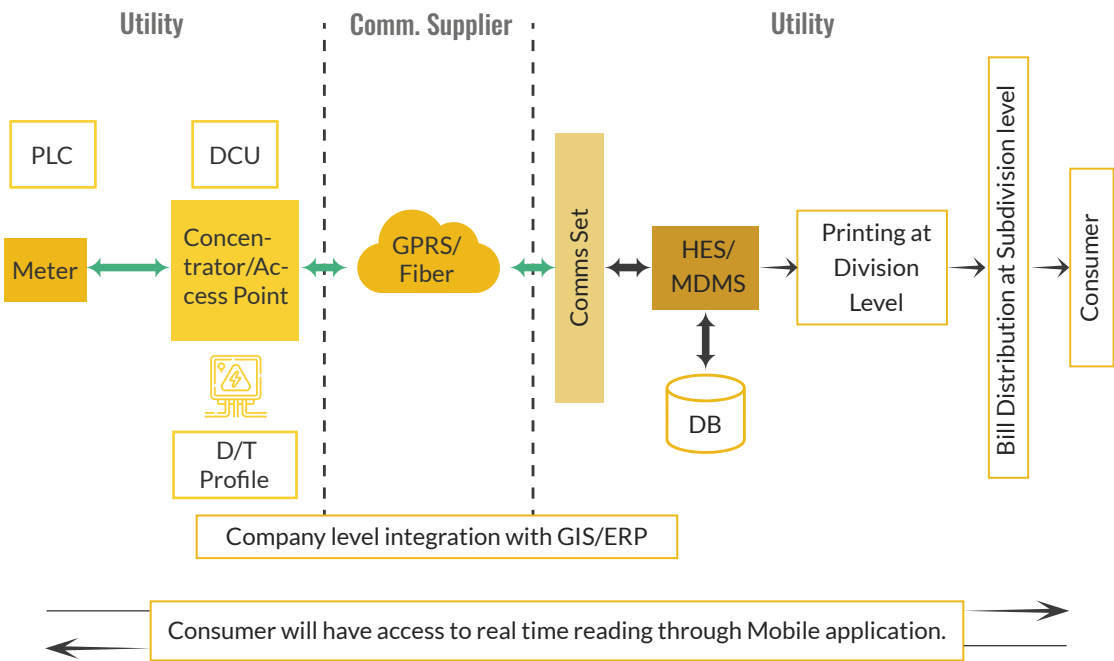 Utility
Comm. Supplier
Utility
PLC
DCU
Meter
Concen-
trator/Ac-
cess Point
GPRS/
Fiber
Comms Set
HES/
MDMS
Printing at
Division
Level
Bill Distribution at Subdivision level
Consumer
DB
D/T
Profile
Company level integration with GIS/ERP
Consumer will have access to real time reading through Mobile application.